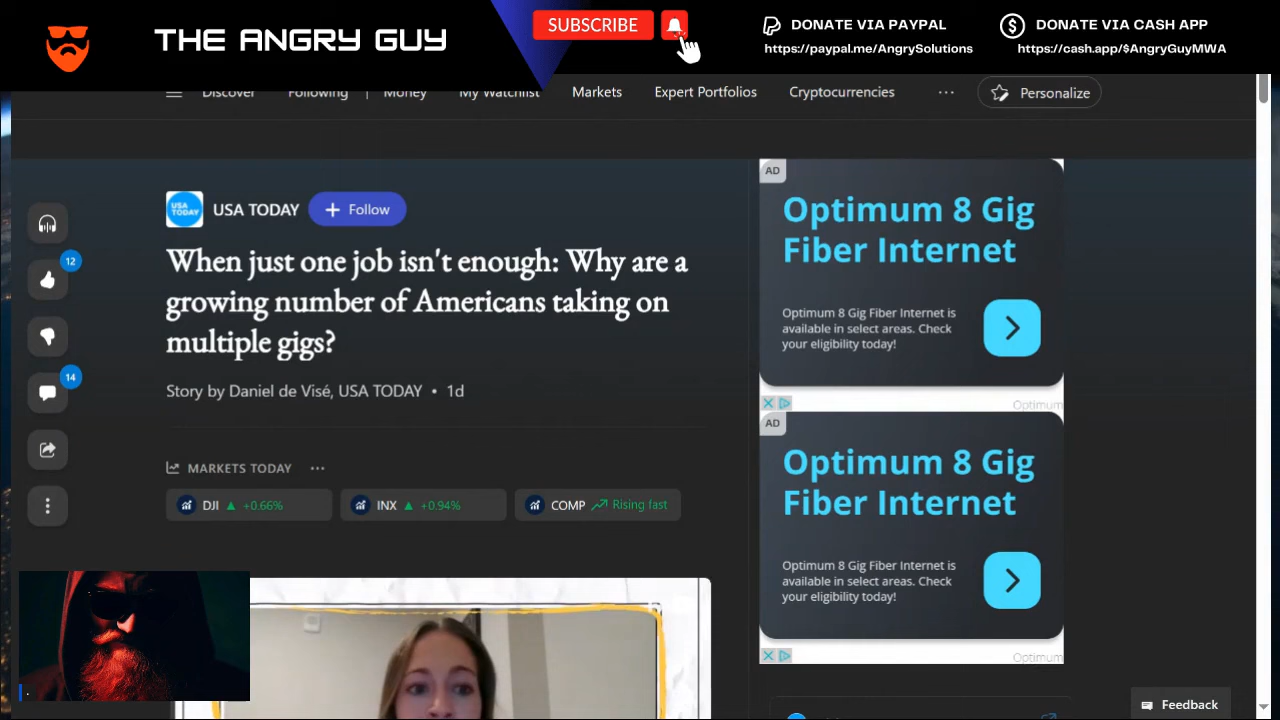 THE ANGRY GUY
SUBSCRIBE
DONATE VIA PAYPAL
https://paypal.me/AngrySolutions
DONATE VIA CASH APP
https://cash.app/$AngryGuyMWA
Discover Following | Money My Watchlist Markets Expert Portfolios Cryptocurrencies ... Personalize
USA TODAY
USA TODAY + Follow
When just one job isn't enough: Why are a
growing number of Americans taking on
multiple gigs?
Story by Daniel de Visé, USA TODAY • 1d
12
14
MARKETS TODAY ...
DJI +0.66%
INX +0.94%
COMP Rising fast
AD
Optimum 8 Gig
Fiber Internet
Optimum 8 Gig Fiber Internet is
available in select areas. Check
your eligibility today!
Optimum
AD
Optimum 8 Gig
Fiber Internet
Optimum 8 Gig Fiber Internet is
available in select areas. Check
your eligibility today!
Optimum
Feedback